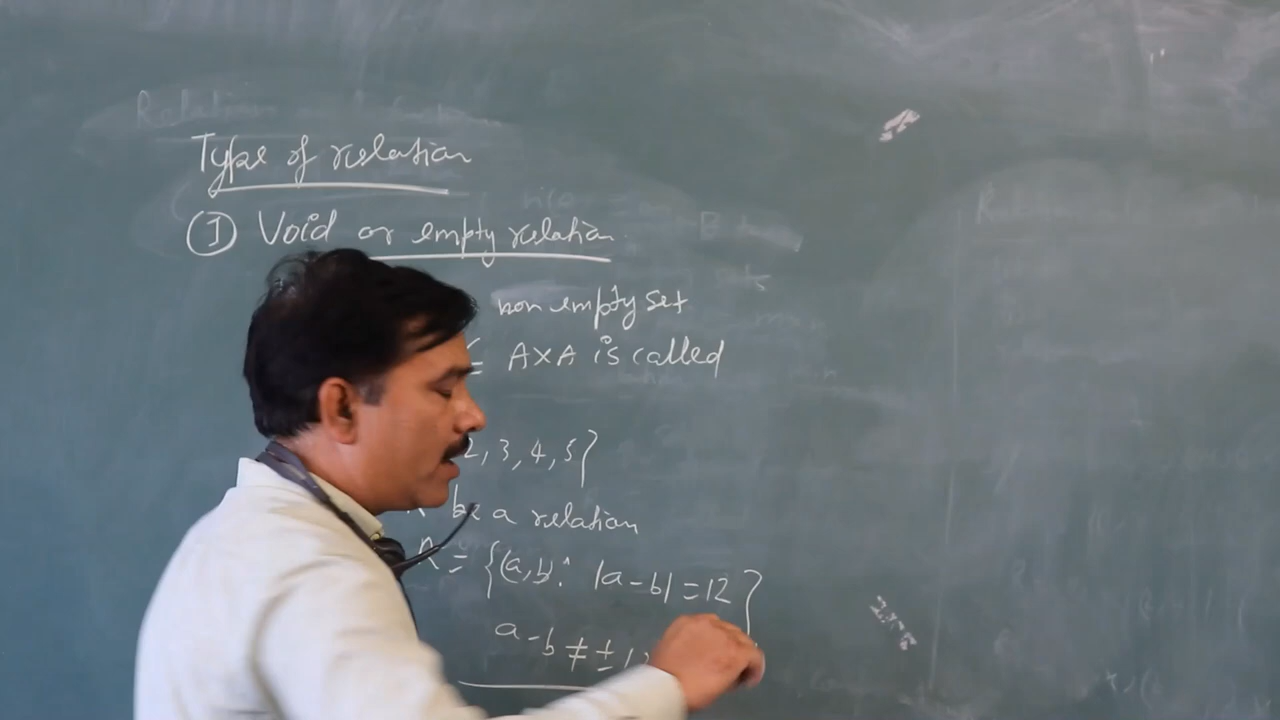 Type of relation
① Void or empty relation
non empty set
⊆ A×A is called
2, 3, 4, 5}
be a relation
R = {(a,b): |a-b| = 12}
a-b ≠ ±12